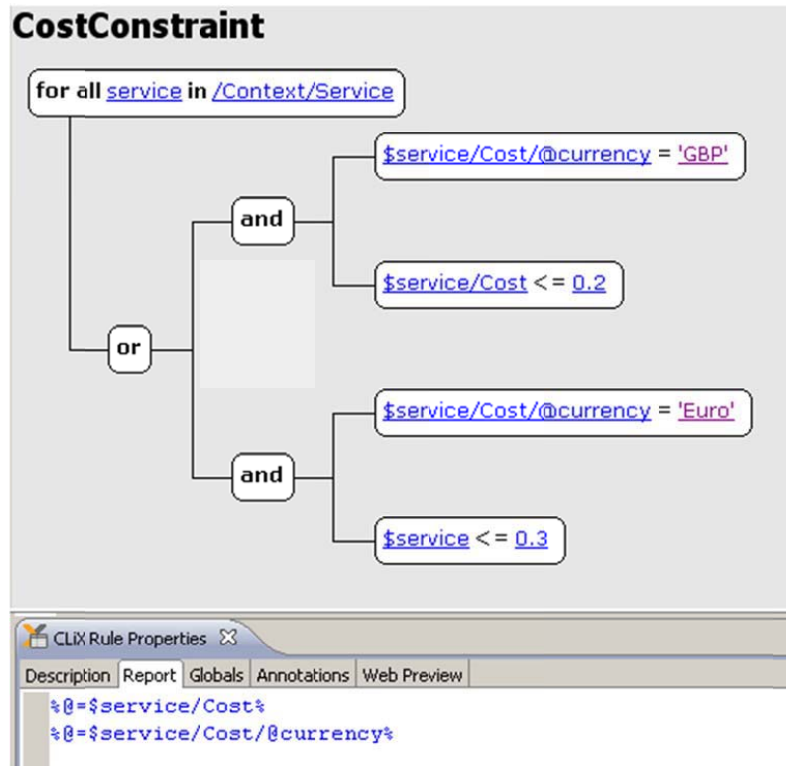 CostConstraint
for all service in /Context/Service
$service/Cost/@currency = 'GBP'
and
$service/Cost <= 0.2
or
$service/Cost/@currency = 'Euro'
and
$service <= 0.3
CLiX Rule Properties
Description Report Globals Annotations Web Preview
%@=$service/Cost%
%@=$service/Cost/@currency%